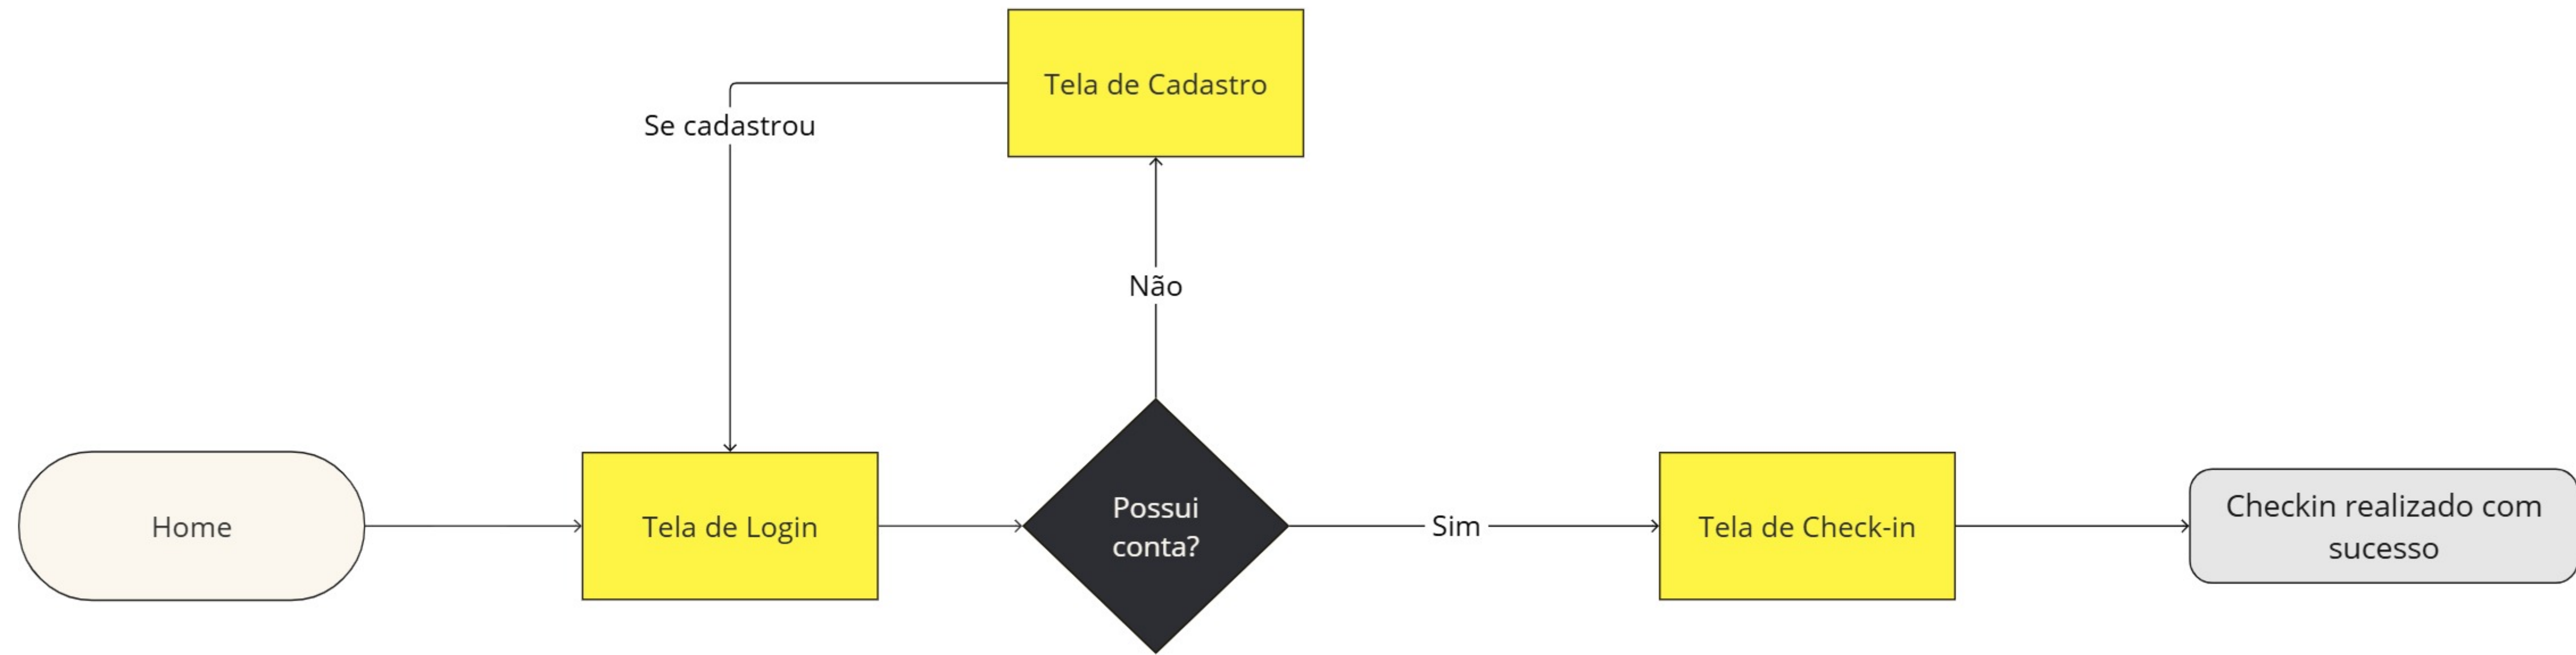 Tela de Cadastro
Se cadastrou
Não
Home
Tela de Login
Possui
conta?
Sim
Tela de Check-in
Checkin realizado com
sucesso